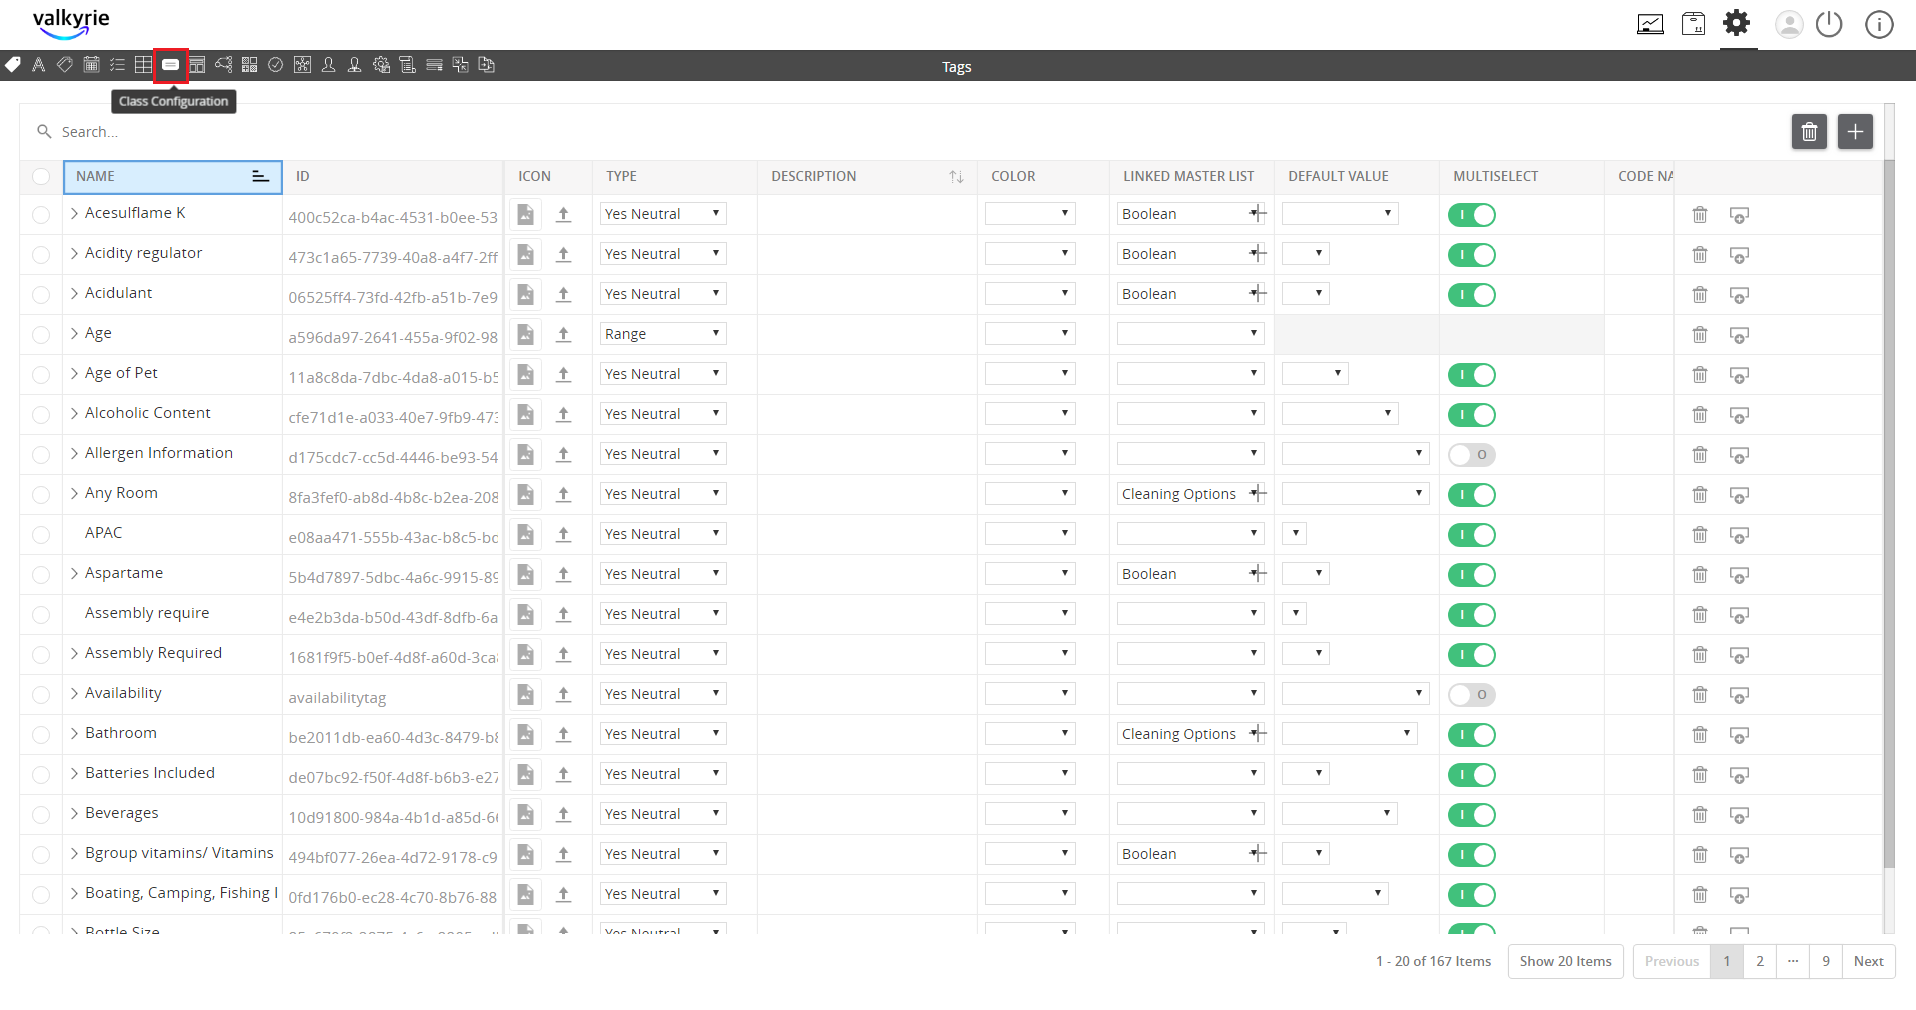 valkyrie
Tags
Class Configuration
Search...
NAME ID ICON TYPE DESCRIPTION COLOR LINKED MASTER LIST DEFAULT VALUE MULTISELECT CODE NA
Acesulflame K 400c52ca-b4ac-4531-b0ee-53 Yes Neutral Boolean I
Acidity regulator 473c1a65-7739-40a8-a4f7-2ff Yes Neutral Boolean I
Acidulant 06525ff4-73fd-42fb-a51b-7e9 Yes Neutral Boolean I
Age a596da97-2641-455a-9f02-98 Range
Age of Pet 11a8c8da-7dbc-4da8-a015-b5 Yes Neutral I
Alcoholic Content cfe71d1e-a033-40e7-9fb9-473 Yes Neutral I
Allergen Information d175cdc7-cc5d-4446-be93-54 Yes Neutral O
Any Room 8fa3fef0-ab8d-4b8c-b2ea-208 Yes Neutral Cleaning Options I
APAC e08aa471-555b-43ac-b8c5-bc Yes Neutral I
Aspartame 5b4d7897-5dbc-4a6c-9915-89 Yes Neutral Boolean I
Assembly require e4e2b3da-b50d-43df-8dfb-6a Yes Neutral I
Assembly Required 1681f9f5-b0ef-4d8f-a60d-3ca8 Yes Neutral I
Availability availabilitytag Yes Neutral O
Bathroom be2011db-ea60-4d3c-8479-b8 Yes Neutral Cleaning Options I
Batteries Included de07bc92-f50f-4d8f-b6b3-e27 Yes Neutral I
Beverages 10d91800-984a-4b1d-a85d-66 Yes Neutral I
Bgroup vitamins/ Vitamins 494bf077-26ea-4d72-9178-c9 Yes Neutral Boolean I
Boating, Camping, Fishing I 0fd176b0-ec28-4c70-8b76-88 Yes Neutral I
Bottle Size Yes Neutral
1 - 20 of 167 Items Show 20 Items Previous 1 2 ... 9 Next